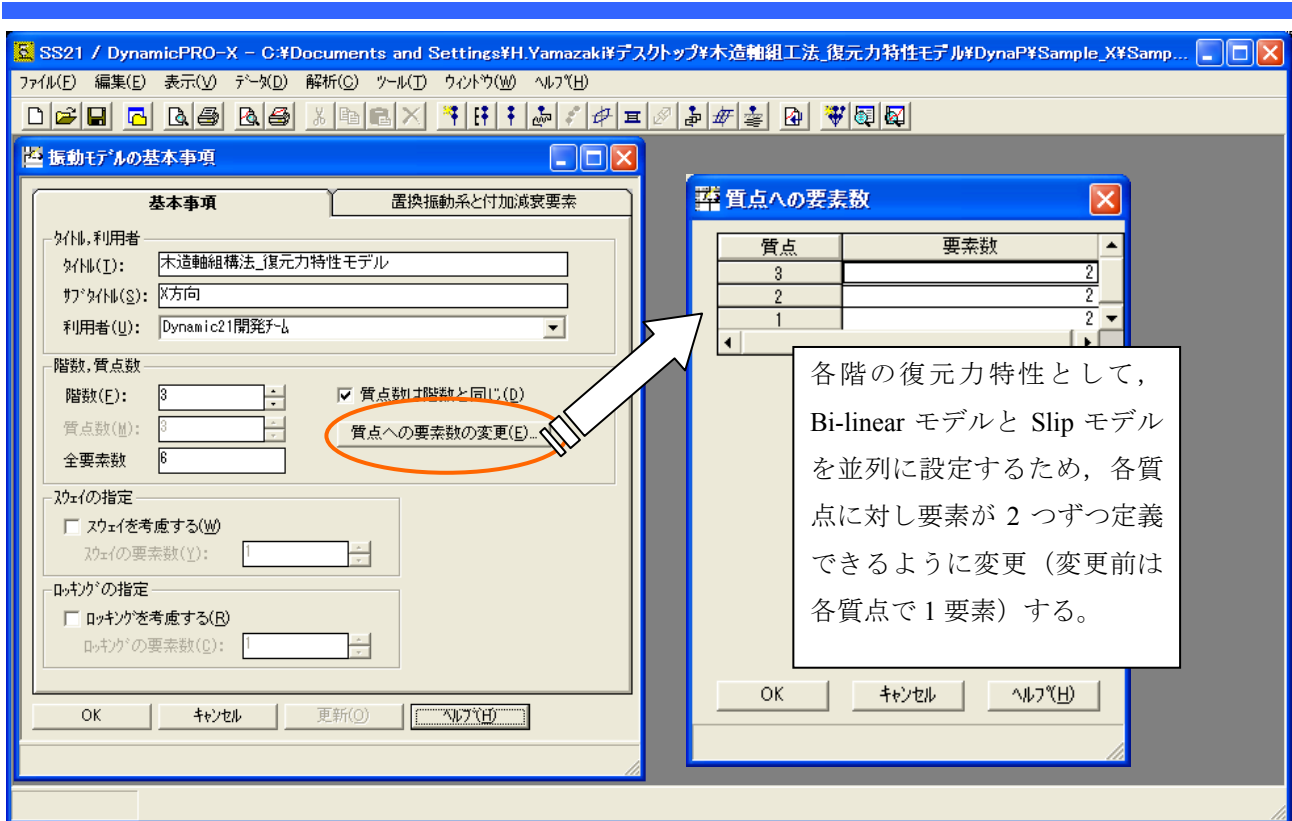 SS21 / DynamicPRO-X - C:¥Documents and Settings¥H.Yamazaki¥デスクトップ¥木造軸組工法_復元力特性モデル¥DynaP¥Sample_X¥Samp...
ファイル(F) 編集(E) 表示(V) データ(D) 解析(C) ツール(T) ウィンドウ(W) ヘルプ(H)
振動モデルの基本事項
基本事項 置換振動系と付加減衰要素
タイトル,利用者
タイトル(T): 木造軸組構法_復元力特性モデル
サブタイトル(S): X方向
利用者(U): Dynamic21開発チーム
階数,質点数
階数(F): 3 質点数は階数と同じ(D)
質点数(M): 3 質点への要素数の変更(E)...
全要素数 6
スウェイの指定
スウェイを考慮する(W)
スウェイの要素数(Y): 1
ロッキングの指定
ロッキングを考慮する(R)
ロッキングの要素数(C): 1
OK キャンセル 更新(O) ヘルプ(H)
質点への要素数
質点 要素数
3 2
2 2
1 2
各階の復元力特性として,
Bi-linear モデルと Slip モデル
を並列に設定するため,各質
点に対し要素が 2 つずつ定義
できるように変更(変更前は
各質点で 1 要素)する。
OK キャンセル ヘルプ(H)